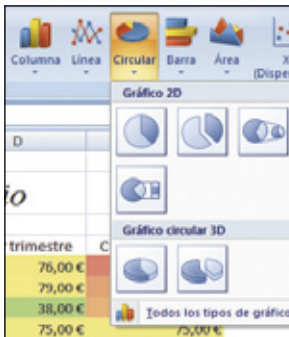 Columna Línea Circular Barra Área X
(Disper
Gráfico 2D
D
io
trimestre C
Gráfico circular 3D
76,00 €
79,00 €
38,00 €
Todos los tipos de gráfico
75,00 € 75,00 €